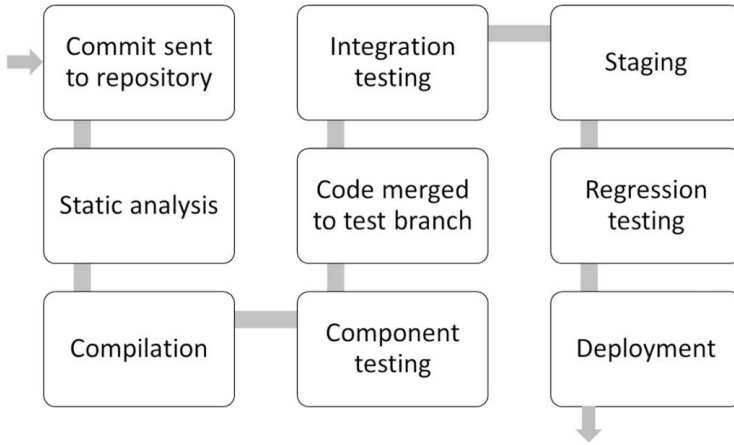 Commit sent
to repository
Static analysis
Compilation
Component
testing
Code merged
to test branch
Integration
testing
Staging
Regression
testing
Deployment